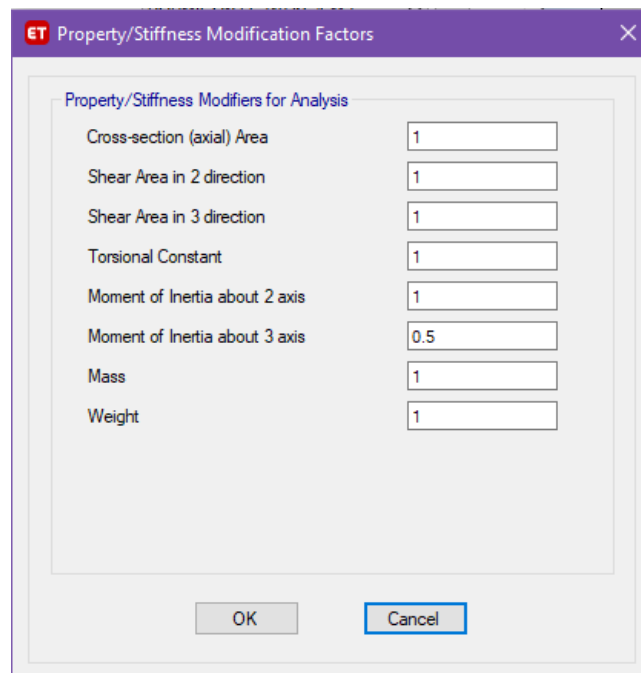 ET Property/Stiffness Modification Factors
Property/Stiffness Modifiers for Analysis
Cross-section (axial) Area 1
Shear Area in 2 direction 1
Shear Area in 3 direction 1
Torsional Constant 1
Moment of Inertia about 2 axis 1
Moment of Inertia about 3 axis 0.5
Mass 1
Weight 1
OK Cancel